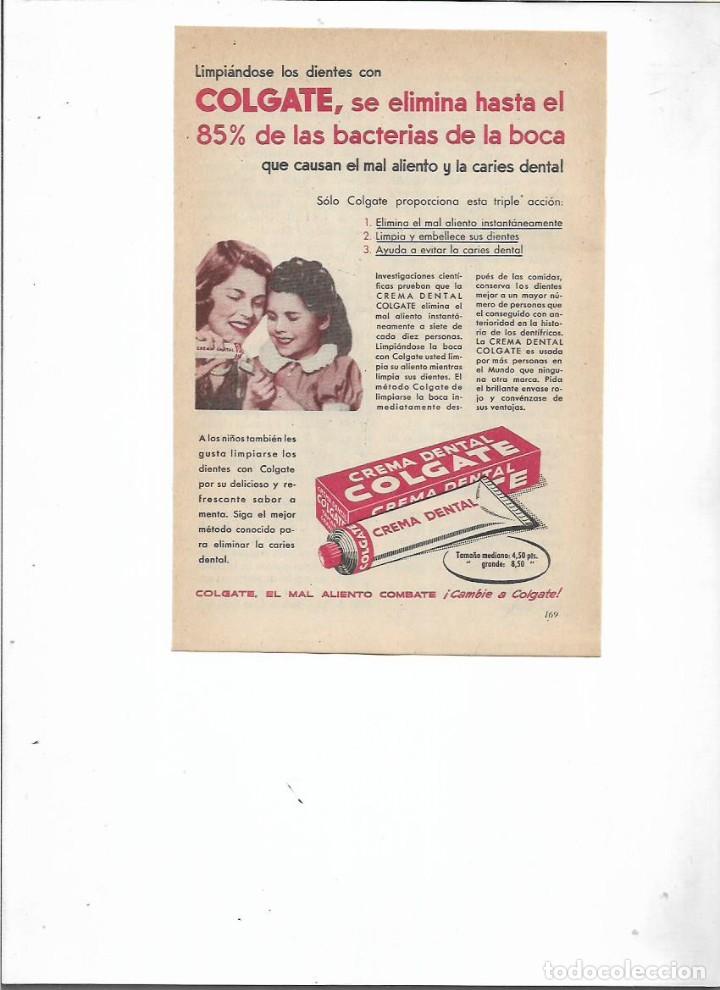 Limpiándose los dientes con
COLGATE, se elimina hasta el
85% de las bacterias de la boca
que causan el mal aliento y la caries dental
Sólo Colgate proporciona esta triple acción:
1. Elimina el mal aliento instantáneamente
2. Limpia y embellece sus dientes
3. Ayuda a evitar la caries dental
CREMA DENTAL
Investigaciones cientí-
ficas prueban que la
CREMA DENTAL
COLGATE elimina el
mal aliento instantá-
neamente a siete de
cada diez personas.
Limpiándose la boca
con Colgate usted lim-
pia su aliento mientras
limpia sus dientes. El
método Colgate de
limpiarse la boca in-
mediatamente des-
pués de las comidas,
conserva los dientes
mejor a un mayor nú-
mero de personas que
el conseguido con an-
terioridad en la histo-
ria de los dentífricos.
La CREMA DENTAL
COLGATE es usada
por más personas en
el Mundo que ningu-
na otra marca. Pida
el brillante envase ro-
jo y convénzase de
sus ventajas.
A los niños también les
gusta limpiarse los
dientes con Colgate
por su delicioso y re-
frescante sabor a
menta. Siga el mejor
método conocido pa-
ra eliminar la caries
dental.
CREMA DENTAL
COLGATE
CREMA DENTAL
COLGATE
CREMA DENTAL
COLGATE
CREMA DENTAL
Tamaño mediano: 4,50 pts.
" grande: 8,50 "
COLGATE, EL MAL ALIENTO COMBATE ¡Cambie a Colgate!
169
todocoleccion